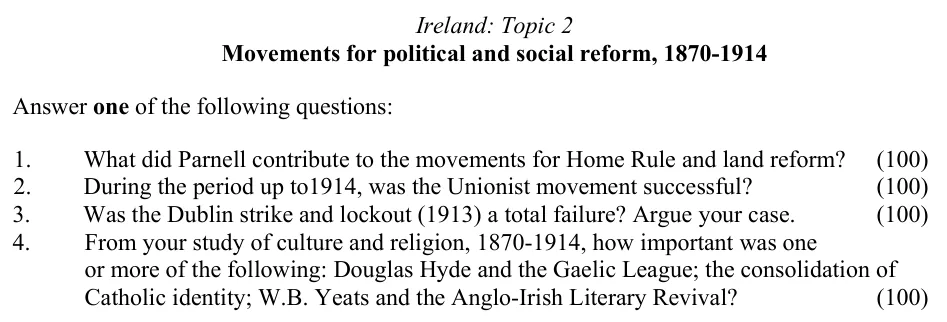 Ireland: Topic 2
Movements for political and social reform, 1870-1914
Answer one of the following questions:
1. What did Parnell contribute to the movements for Home Rule and land reform? (100)
2. During the period up to1914, was the Unionist movement successful? (100)
3. Was the Dublin strike and lockout (1913) a total failure? Argue your case. (100)
4. From your study of culture and religion, 1870-1914, how important was one
or more of the following: Douglas Hyde and the Gaelic League; the consolidation of
Catholic identity; W.B. Yeats and the Anglo-Irish Literary Revival? (100)